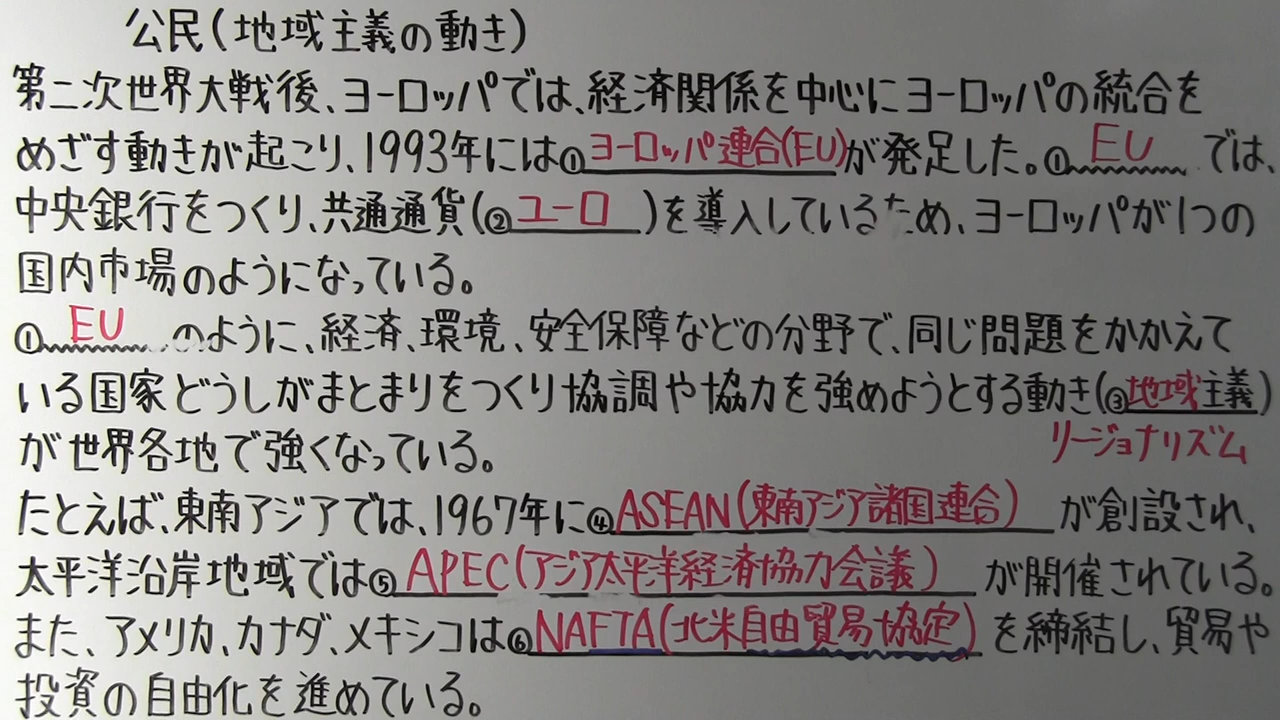 公民(地域主義の動き)
第二次世界大戦後、ヨーロッパでは、経済関係を中心にヨーロッパの統合を
めざす動きが起こり、1993年には①ヨーロッパ連合(EU)が発足した。①EUでは、
中央銀行をつくり、共通通貨(②ユーロ)を導入しているため、ヨーロッパが1つの
国内市場のようになっている。
①EUのように、経済、環境、安全保障などの分野で、同じ問題をかかえて
いる国家どうしがまとまりをつくり協調や協力を強めようとする動き(③地域主義)
リージョナリズム
が世界各地で強くなっている。
たとえば、東南アジアでは、1967年に④ASEAN(東南アジア諸国連合)が創設され、
太平洋沿岸地域では⑤APEC(アジア太平洋経済協力会議)が開催されている。
また、アメリカ、カナダ、メキシコは⑥NAFTA(北米自由貿易協定)を締結し、貿易や
投資の自由化を進めている。